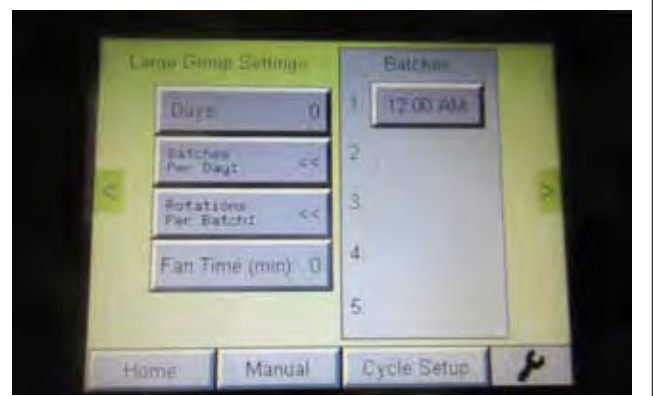 Large Group Settings
Days 0
Batches
Per Day: <<
Rotations
Per Batch: <<
Fan Time (min) 0
Batches
1 12:00 AM
2
3
4
5
<
>
Home
Manual
Cycle Setup